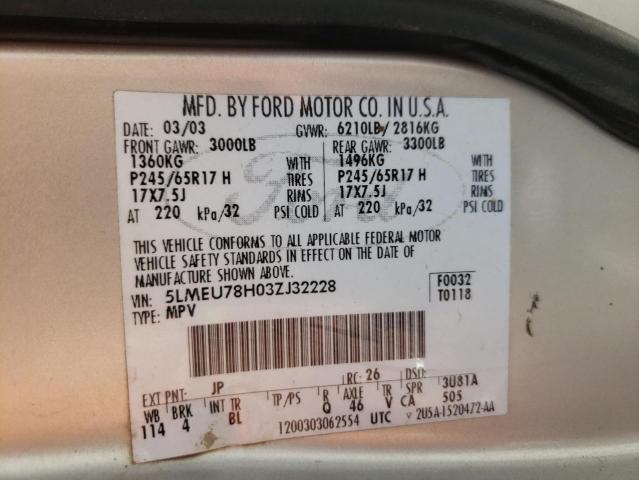 MFD. BY FORD MOTOR CO. IN U.S.A.
DATE: 03/03 GVWR: 6210LB/ 2816KG
FRONT GAWR: 3000LB REAR GAWR: 3300LB
1360KG WITH 1496KG WITH
P245/65R17 H TIRES P245/65R17 H TIRES
17X7.5J RIMS 17X7.5J RIMS
AT 220 kPa/32 PSI COLD AT 220 kPa/32 PSI COLD
THIS VEHICLE CONFORMS TO ALL APPLICABLE FEDERAL MOTOR
VEHICLE SAFETY STANDARDS IN EFFECT ON THE DATE OF
MANUFACTURE SHOWN ABOVE.
VIN: 5LMEU78H03ZJ32228 F0032
TYPE: MPV T0118
EXT PNT: JP RC: 26 DSO: 3U81A
WB BRK INT TR TP/PS R AXLE TR SPR 505
114 4 BL Q 46 V CA
1200303062554 UTC 2U5A-1520472-AA
Ford